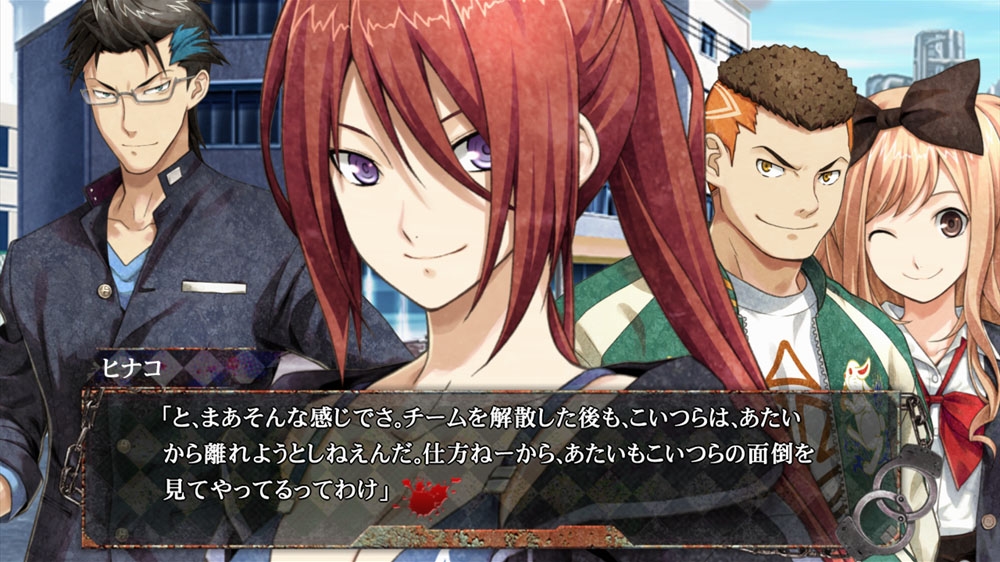 ヒナコ
「と、まあそんな感じでさ。チームを解散した後も、こいつらは、あたい
から離れようとしねえんだ。仕方ねーから、あたいもこいつらの面倒を
見てやってるってわけ」